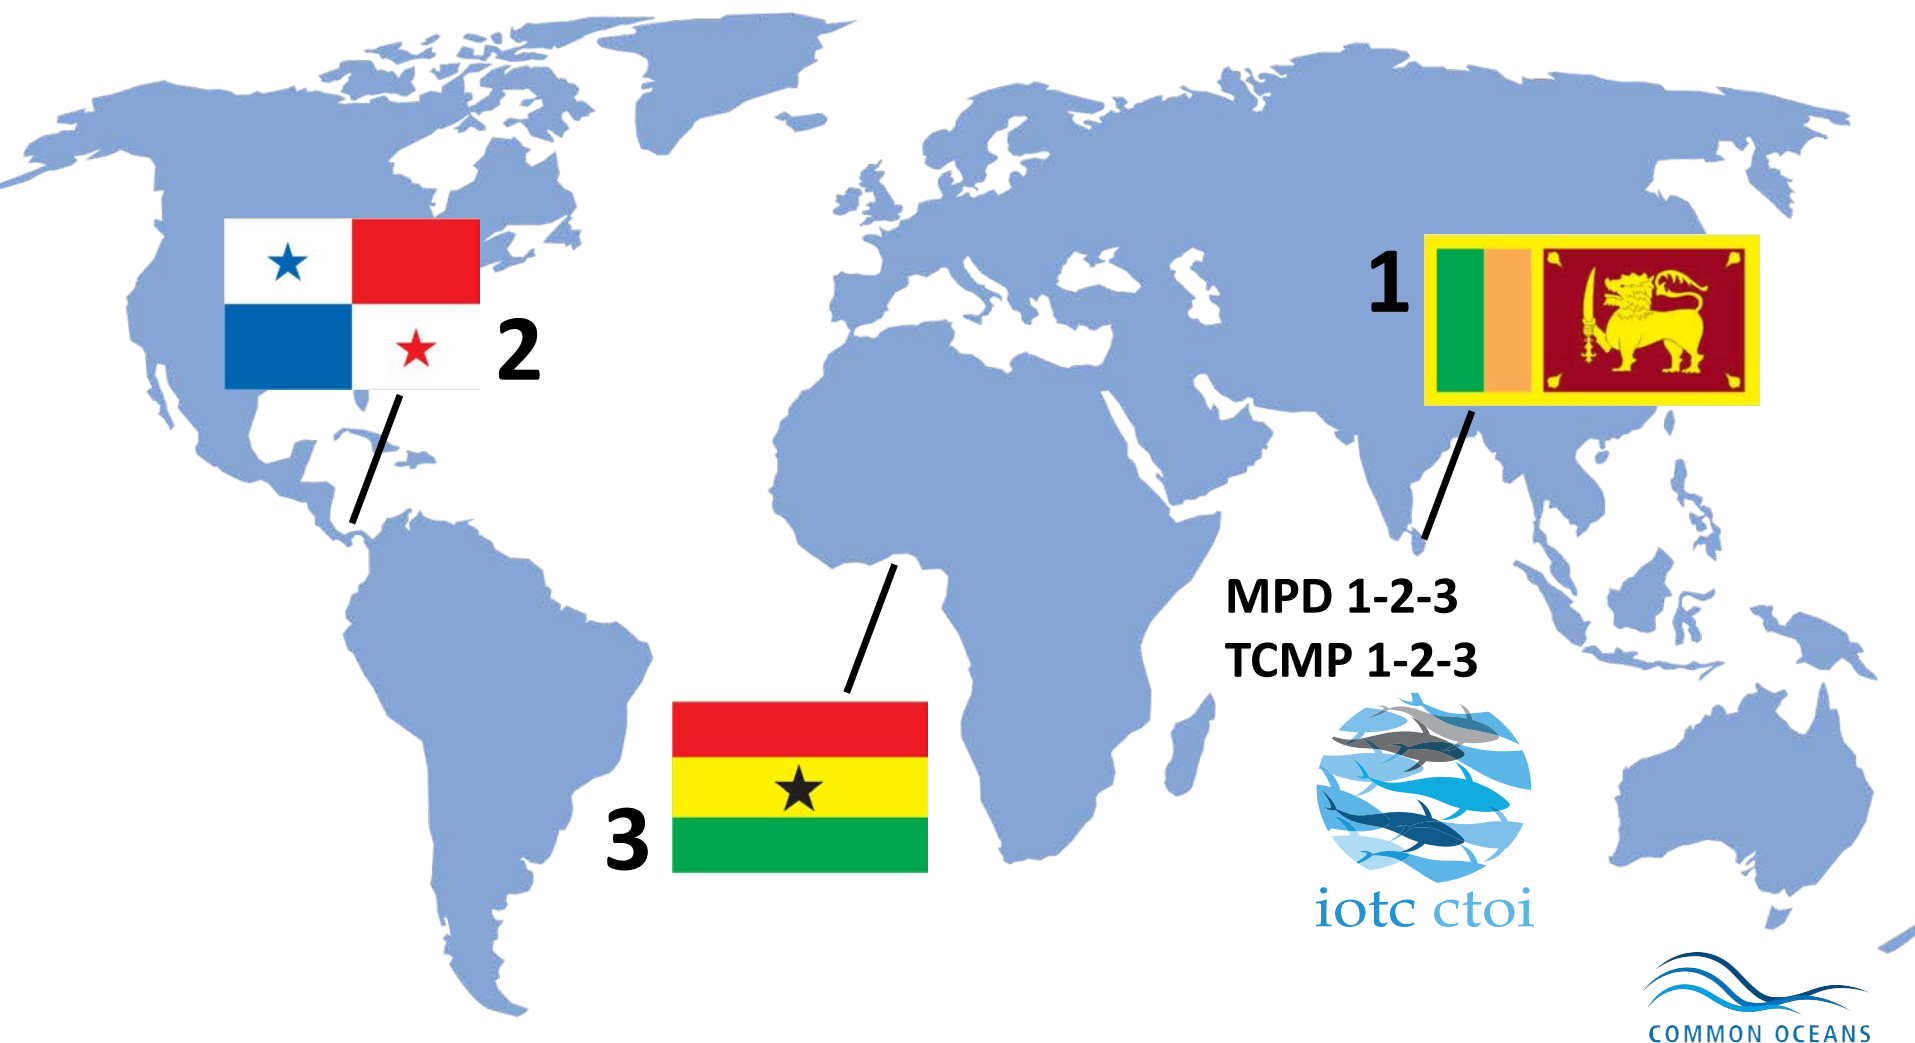 1
2
MPD 1-2-3
TCMP 1-2-3
3
iotc ctoi
COMMON OCEANS